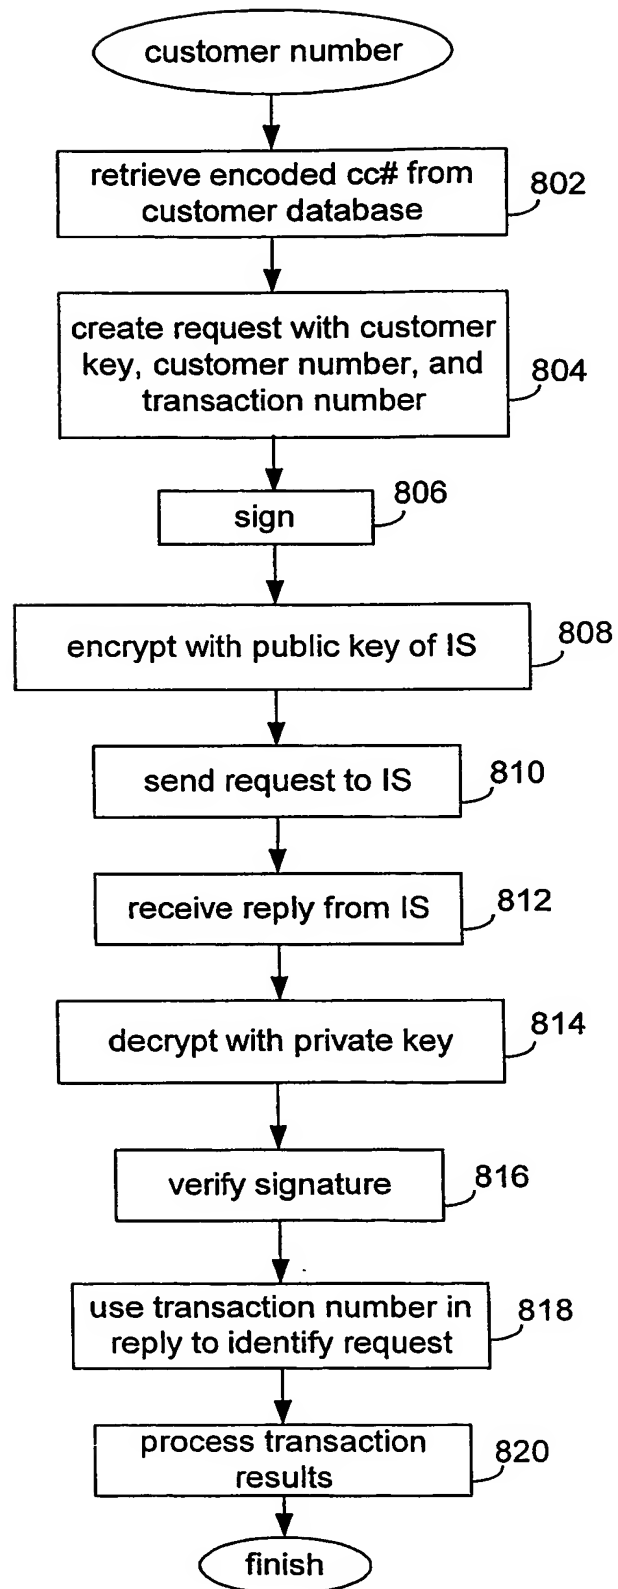 customer number
retrieve encoded cc# from
customer database
802
create request with customer
key, customer number, and
transaction number
804
sign
806
encrypt with public key of IS
808
send request to IS
810
receive reply from IS
812
decrypt with private key
814
verify signature
816
use transaction number in
reply to identify request
818
process transaction
results
820
finish